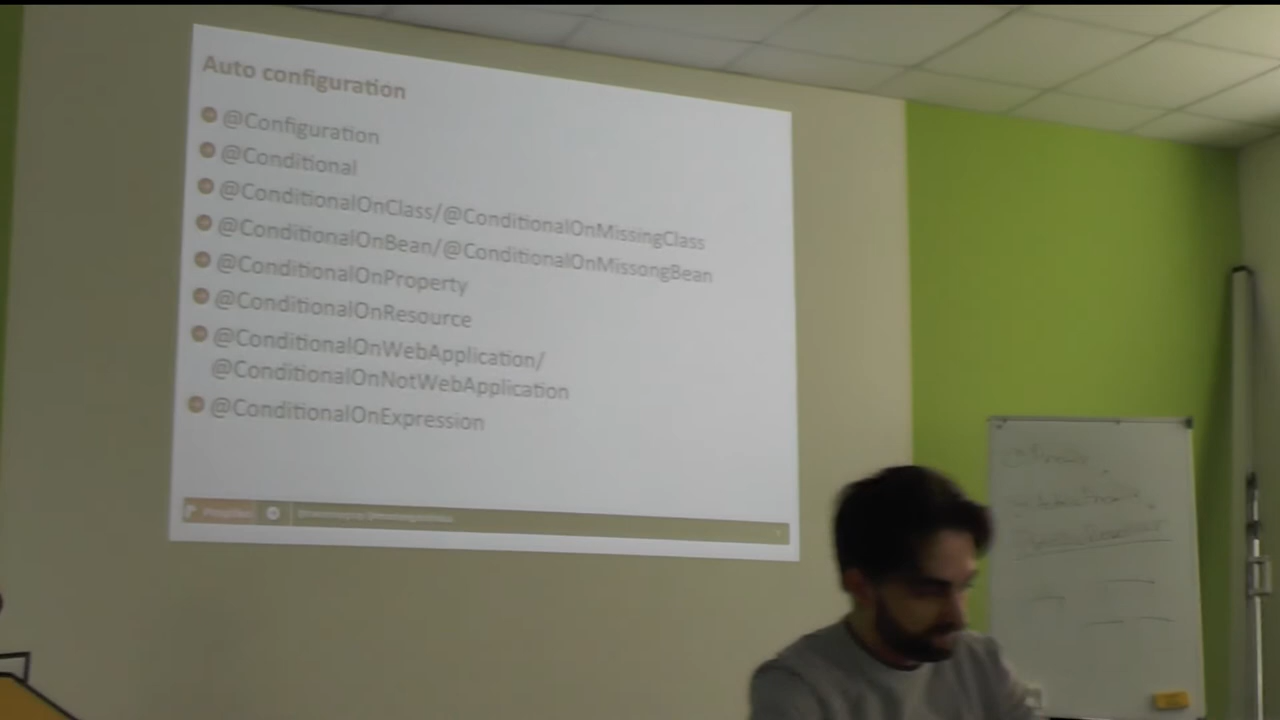 Auto configuration
@Configuration
@Conditional
@ConditionalOnClass/@ConditionalOnMissingClass
@ConditionalOnBean/@ConditionalOnMissongBean
@ConditionalOnProperty
@ConditionalOnResource
@ConditionalOnWebApplication/
@ConditionalOnNotWebApplication
@ConditionalOnExpression